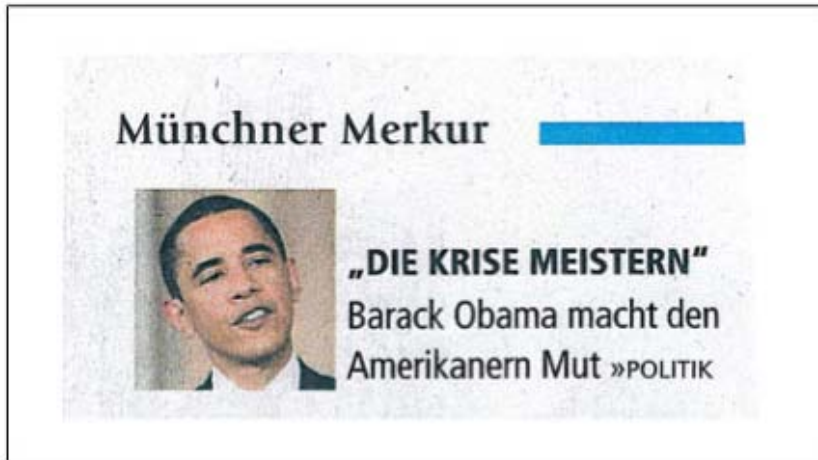 Münchner Merkur
„DIE KRISE MEISTERN“
Barack Obama macht den
Amerikanern Mut »POLITIK